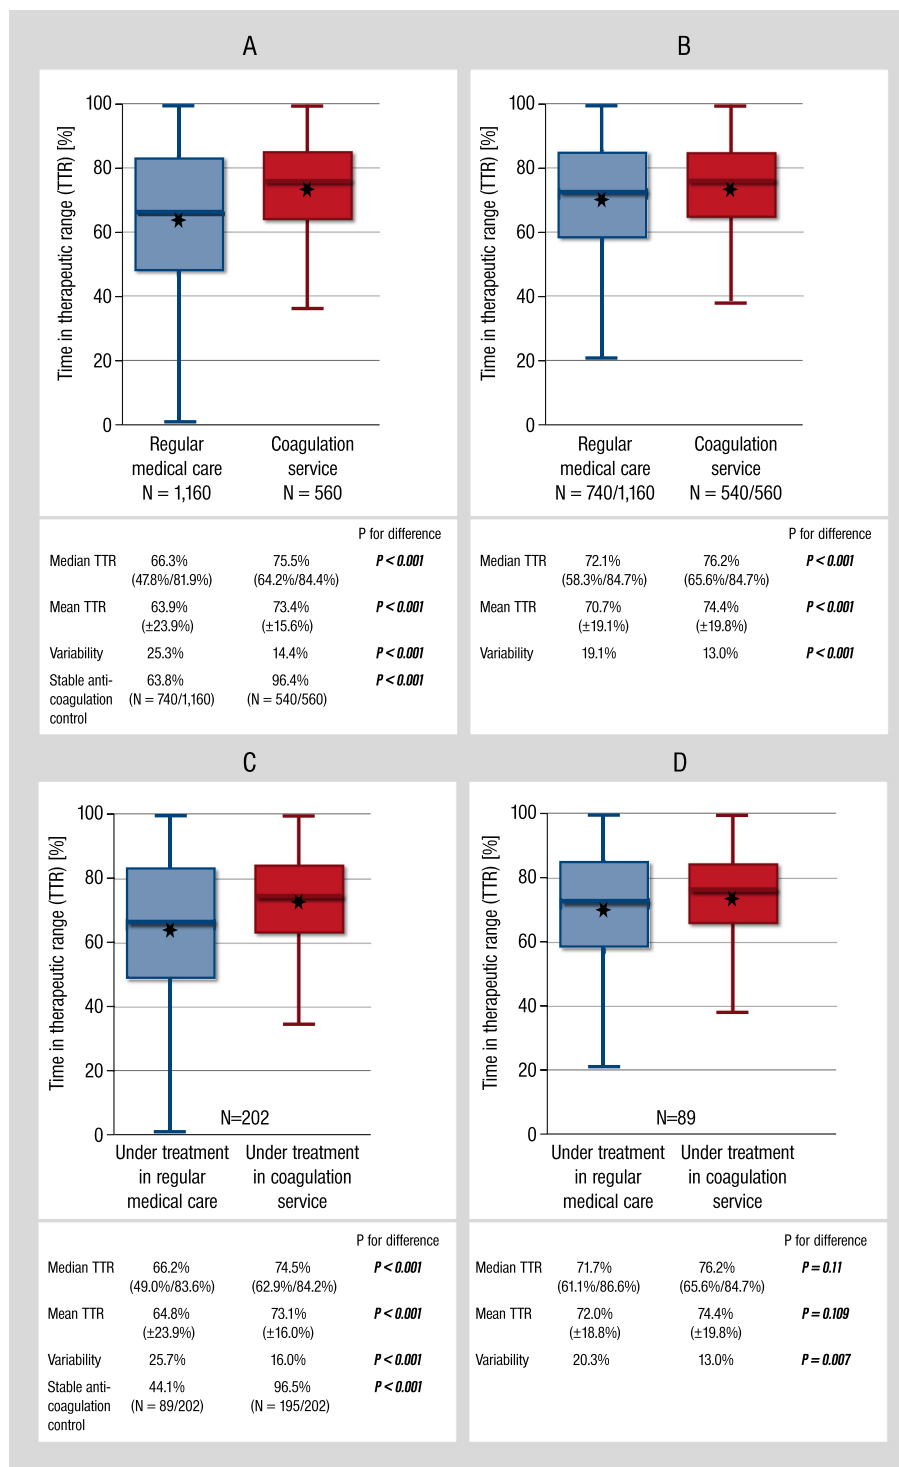 A
Time in therapeutic range (TTR) [%]
100
80
60
40
20
0
Regular
medical care
N = 1,160
Coagulation
service
N = 560
P for difference
Median TTR 66.3% 75.5% P < 0.001
(47.8%/81.9%) (64.2%/84.4%)
Mean TTR 63.9% 73.4% P < 0.001
(±23.9%) (±15.6%)
Variability 25.3% 14.4% P < 0.001
Stable anti- 63.8% 96.4% P < 0.001
coagulation (N = 740/1,160) (N = 540/560)
control
B
Time in therapeutic range (TTR) [%]
100
80
60
40
20
0
Regular
medical care
N = 740/1,160
Coagulation
service
N = 540/560
P for difference
Median TTR 72.1% 76.2% P < 0.001
(58.3%/84.7%) (65.6%/84.7%)
Mean TTR 70.7% 74.4% P < 0.001
(±19.1%) (±19.8%)
Variability 19.1% 13.0% P < 0.001
C
Time in therapeutic range (TTR) [%]
100
80
60
40
20
0
N=202
Under treatment
in regular
medical care
Under treatment
in coagulation
service
P for difference
Median TTR 66.2% 74.5% P < 0.001
(49.0%/83.6%) (62.9%/84.2%)
Mean TTR 64.8% 73.1% P < 0.001
(±23.9%) (±16.0%)
Variability 25.7% 16.0% P < 0.001
Stable anti- 44.1% 96.5% P < 0.001
coagulation (N = 89/202) (N = 195/202)
control
D
Time in therapeutic range (TTR) [%]
100
80
60
40
20
0
N=89
Under treatment
in regular
medical care
Under treatment
in coagulation
service
P for difference
Median TTR 71.7% 76.2% P = 0.11
(61.1%/86.6%) (65.6%/84.7%)
Mean TTR 72.0% 74.4% P = 0.109
(±18.8%) (±19.8%)
Variability 20.3% 13.0% P = 0.007